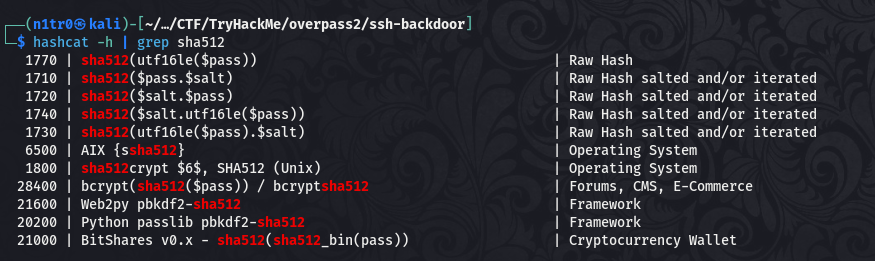 ┌──(n1tr0㉿kali)-[~/…/CTF/TryHackMe/overpass2/ssh-backdoor]
└─$ hashcat -h | grep sha512
1770 | sha512(utf16le($pass)) | Raw Hash
1710 | sha512($pass.$salt) | Raw Hash salted and/or iterated
1720 | sha512($salt.$pass) | Raw Hash salted and/or iterated
1740 | sha512($salt.utf16le($pass)) | Raw Hash salted and/or iterated
1730 | sha512(utf16le($pass).$salt) | Raw Hash salted and/or iterated
6500 | AIX {ssha512} | Operating System
1800 | sha512crypt $6$, SHA512 (Unix) | Operating System
28400 | bcrypt(sha512($pass)) / bcryptsha512 | Forums, CMS, E-Commerce
21600 | Web2py pbkdf2-sha512 | Framework
20200 | Python passlib pbkdf2-sha512 | Framework
21000 | BitShares v0.x - sha512(sha512_bin(pass)) | Cryptocurrency Wallet